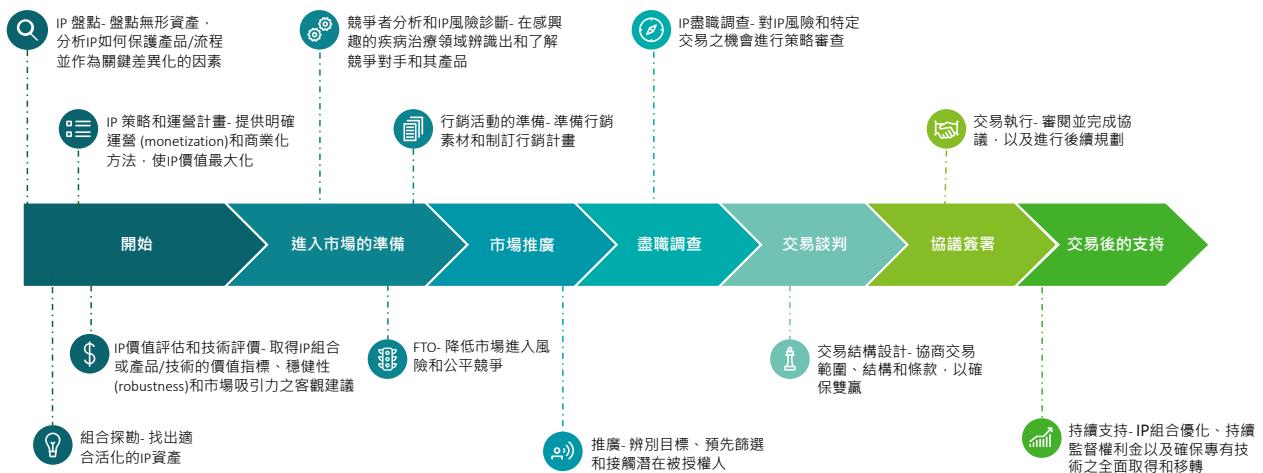 IP 盤點- 盤點無形資產，
分析IP如何保護產品/流程
並作為關鍵差異化的因素
競爭者分析和IP風險診斷- 在感興
趣的疾病治療領域辨識出和了解
競爭對手和其產品
IP盡職調查- 對IP風險和特定
交易之機會進行策略審查
IP 策略和運營計畫- 提供明確
運營 (monetization)和商業化
方法，使IP價值最大化
行銷活動的準備- 準備行銷
素材和制訂行銷計畫
交易執行- 審閱並完成協
議，以及進行後續規劃
開始
進入市場的準備
市場推廣
盡職調查
交易談判
協議簽署
交易後的支持
IP價值評估和技術評價- 取得IP組合
或產品/技術的價值指標、穩健性
(robustness)和市場吸引力之客觀建議
FTO- 降低市場進入風
險和公平競爭
交易結構設計- 協商交易
範圍、結構和條款，以確
保雙贏
組合探勘- 找出適
合活化的IP資產
推廣- 辨別目標、預先篩選
和接觸潛在被授權人
持續支持- IP組合優化、持續
監督權利金以及確保專有技
術之全面取得和移轉